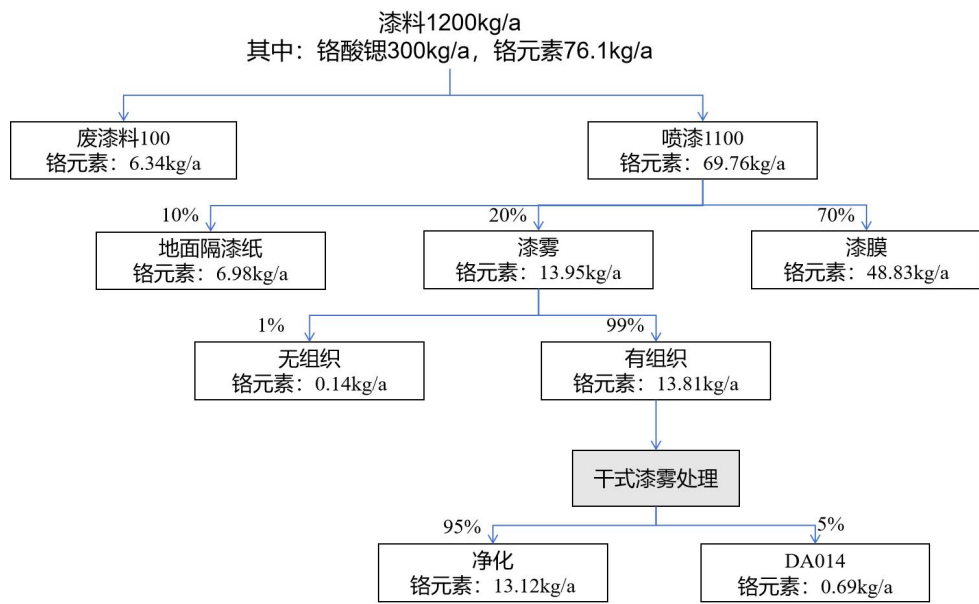 漆料1200kg/a
其中：铬酸锶300kg/a，铬元素76.1kg/a
废漆料100
铬元素：6.34kg/a
喷漆1100
铬元素：69.76kg/a
10%
20%
70%
地面隔漆纸
铬元素：6.98kg/a
漆雾
铬元素：13.95kg/a
漆膜
铬元素：48.83kg/a
1%
99%
无组织
铬元素：0.14kg/a
有组织
铬元素：13.81kg/a
干式漆雾处理
95%
5%
净化
铬元素：13.12kg/a
DA014
铬元素：0.69kg/a